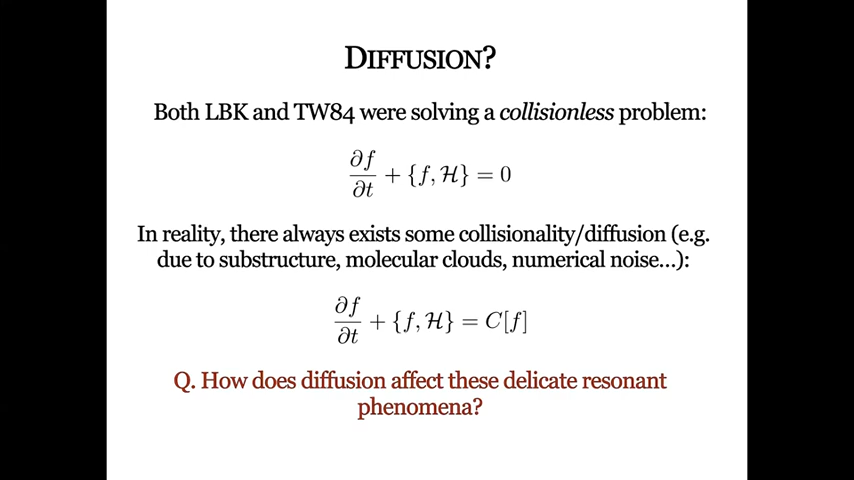 DIFFUSION?
Both LBK and TW84 were solving a collisionless problem:
∂f/∂t + {f, ℋ} = 0
In reality, there always exists some collisionality/diffusion (e.g.
due to substructure, molecular clouds, numerical noise...):
∂f/∂t + {f, ℋ} = C[f]
Q. How does diffusion affect these delicate resonant
phenomena?